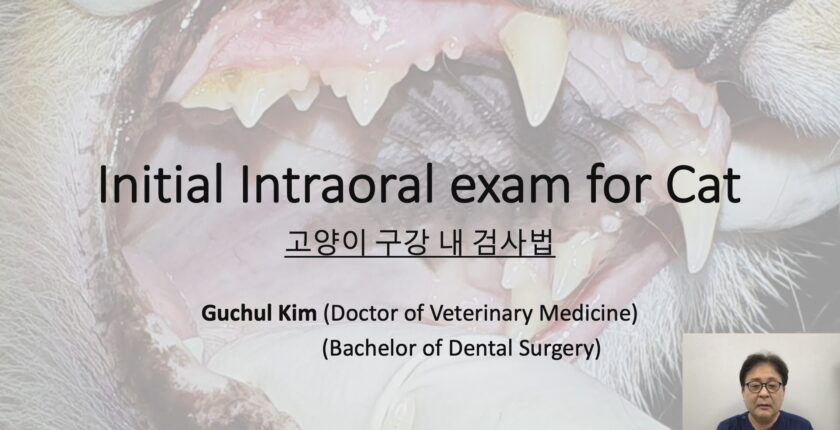 Initial Intraoral exam for Cat
고양이 구강 내 검사법
Guchul Kim (Doctor of Veterinary Medicine)
(Bachelor of Dental Surgery)